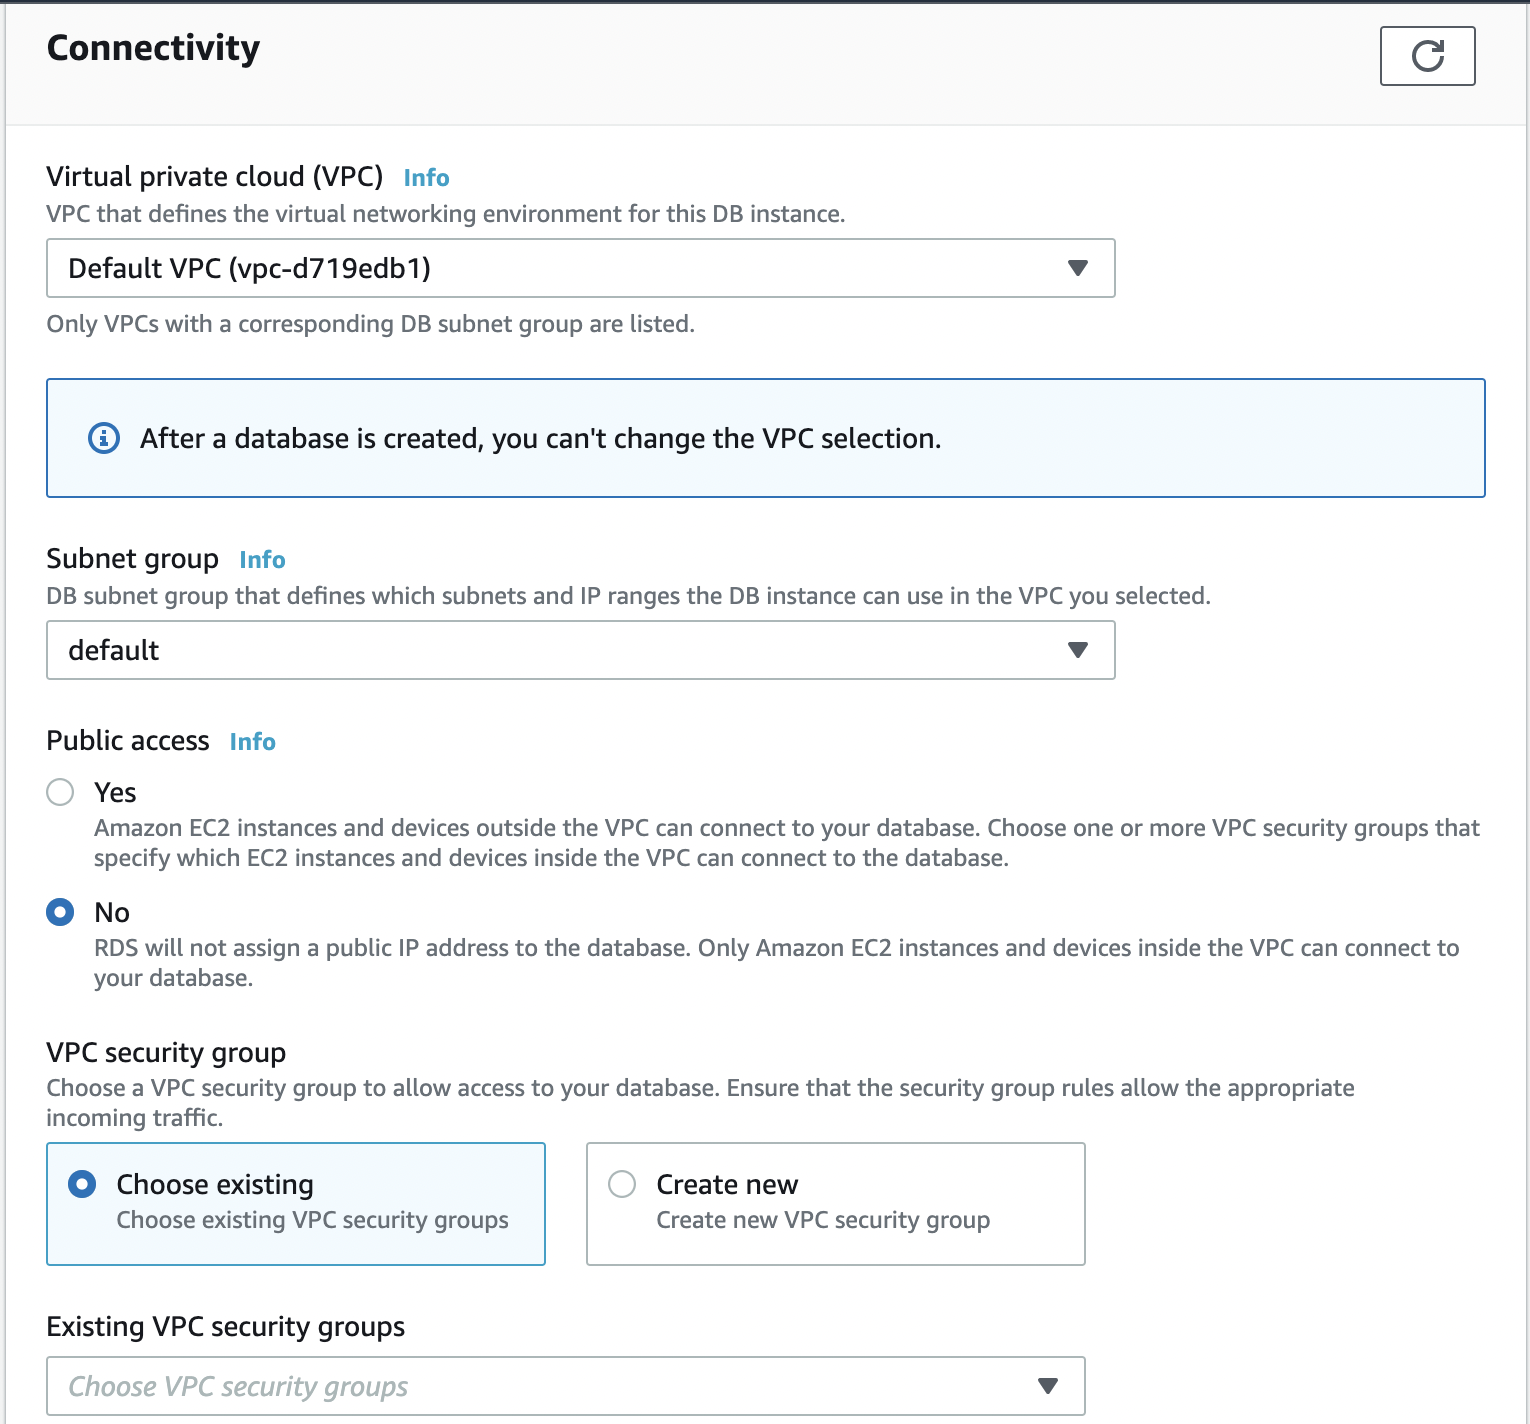 Connectivity
Virtual private cloud (VPC) Info
VPC that defines the virtual networking environment for this DB instance.
Default VPC (vpc-d719edb1)
Only VPCs with a corresponding DB subnet group are listed.
After a database is created, you can't change the VPC selection.
Subnet group Info
DB subnet group that defines which subnets and IP ranges the DB instance can use in the VPC you selected.
default
Public access Info
Yes
Amazon EC2 instances and devices outside the VPC can connect to your database. Choose one or more VPC security groups that
specify which EC2 instances and devices inside the VPC can connect to the database.
No
RDS will not assign a public IP address to the database. Only Amazon EC2 instances and devices inside the VPC can connect to
your database.
VPC security group
Choose a VPC security group to allow access to your database. Ensure that the security group rules allow the appropriate
incoming traffic.
Choose existing
Choose existing VPC security groups
Create new
Create new VPC security group
Existing VPC security groups
Choose VPC security groups